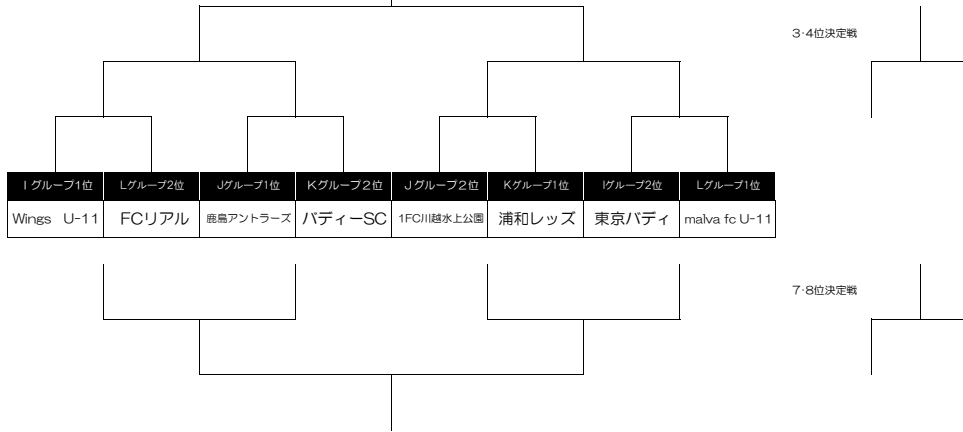 3・4位決定戦
Iグループ1位 Lグループ2位 Jグループ1位 Kグループ2位 Jグループ2位 Kグループ1位 Iグループ2位 Lグループ1位
Wings U-11 FCリアル 鹿島アントラーズ バディーSC 1FC川越水上公園 浦和レッズ 東京バディ malva fc U-11
7・8位決定戦